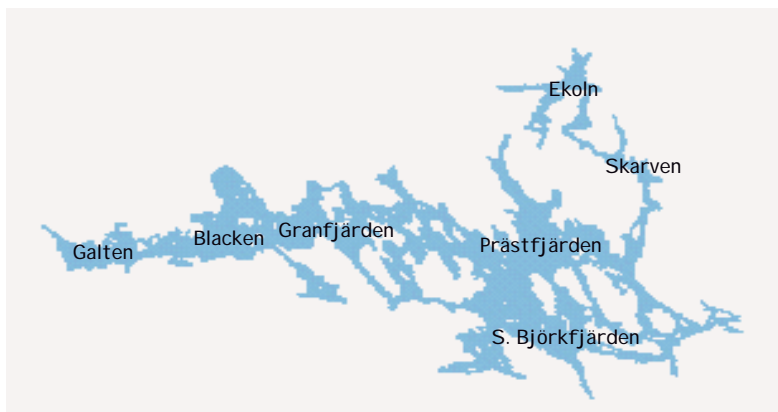 Ekoln
Skarven
Granfjärden
Blacken
Prästfjärden
Galten
S. Björkfjärden